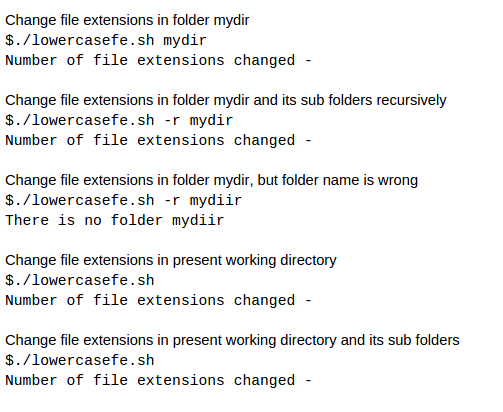 Change file extensions in folder mydir
$./lowercasefe.sh mydir
Number of file extensions changed -
Change file extensions in folder mydir and its sub folders recursively
$./lowercasefe.sh -r mydir
Number of file extensions changed -
Change file extensions in folder mydir, but folder name is wrong
$./lowercasefe.sh -r mydiir
There is no folder mydiir
Change file extensions in present working directory
$./lowercasefe.sh
Number of file extensions changed -
Change file extensions in present working directory and its sub folders
$./lowercasefe.sh
Number of file extensions changed -